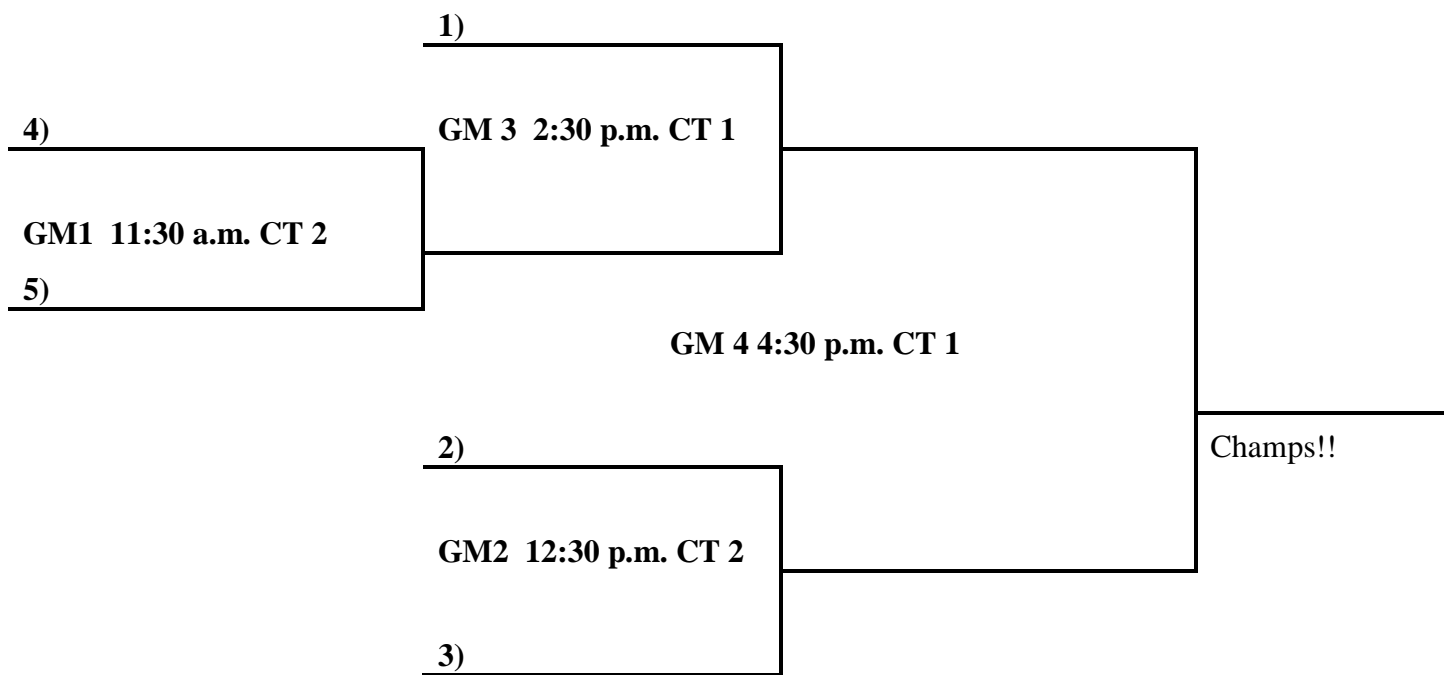 1)
4)
GM 3  2:30 p.m. CT 1
GM1  11:30 a.m. CT 2
5)
GM 4 4:30 p.m. CT 1
2)
Champs!!
GM2  12:30 p.m. CT 2
3)